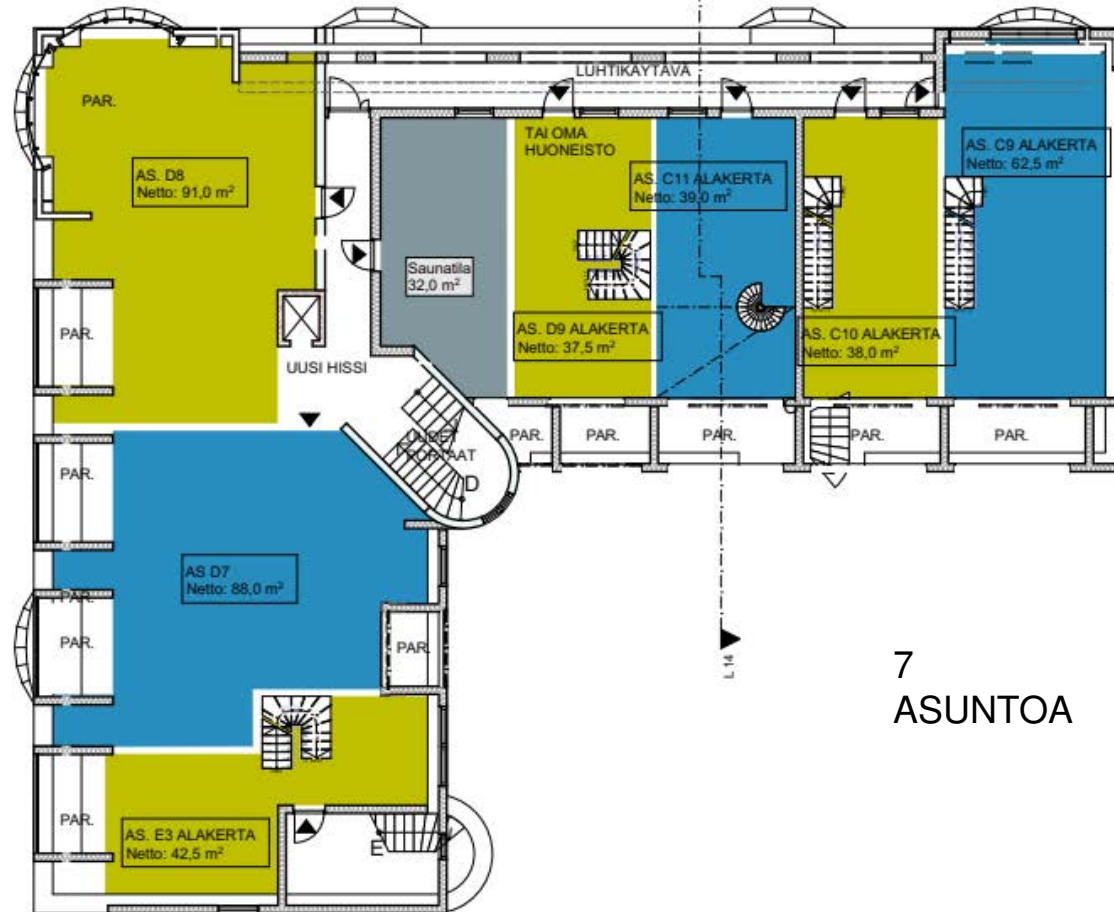 LUHTIKÄYTÄVÄ
PAR.
TAI OMA
HUONEISTO
AS. D8
Netto: 91,0 m²
AS. C11 ALAKERTA
Netto: 39,0 m²
AS. C9 ALAKERTA
Netto: 62,5 m²
Saunatila
32,0 m²
AS. D9 ALAKERTA
Netto: 37,5 m²
AS. C10 ALAKERTA
Netto: 38,0 m²
PAR.
UUSI HISSI
UUDET
PORTAAT
D
PAR.
PAR.
PAR.
PAR.
PAR.
PAR.
AS D7
Netto: 88,0 m²
PAR.
PAR.
PAR.
L 14
7
ASUNTOA
PAR.
AS. E3 ALAKERTA
Netto: 42,5 m²
E